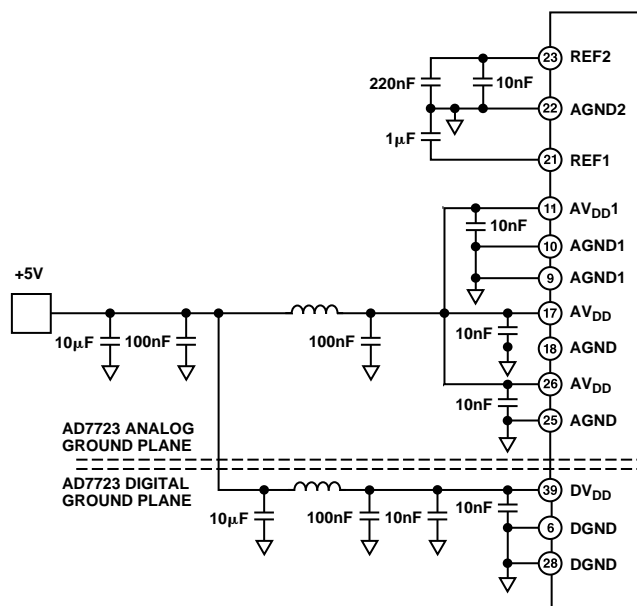 23 REF2
220nF 10nF
22 AGND2
1µF
21 REF1
11 AVDD1
10nF
10 AGND1
+5V
9 AGND1
17 AVDD
10µF 100nF 100nF 10nF
18 AGND
26 AVDD
10nF
25 AGND
AD7723 ANALOG
GROUND PLANE
AD7723 DIGITAL
GROUND PLANE
39 DVDD
10µF 100nF 10nF 10nF
6 DGND
28 DGND